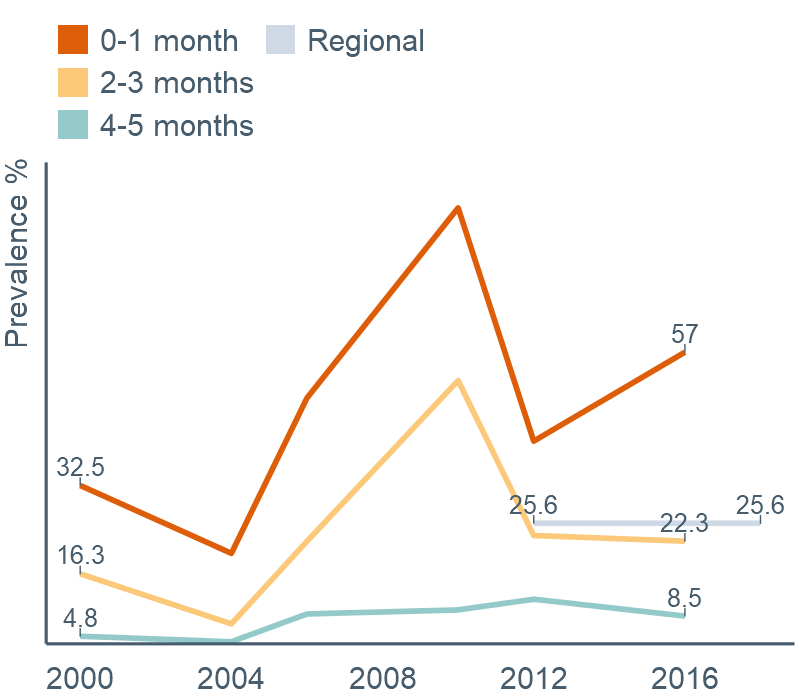 0-1 month Regional
2-3 months
4-5 months
Prevalence %
57
32.5
25.6 25.6
22.3
16.3
8.5
4.8
2000 2004 2008 2012 2016